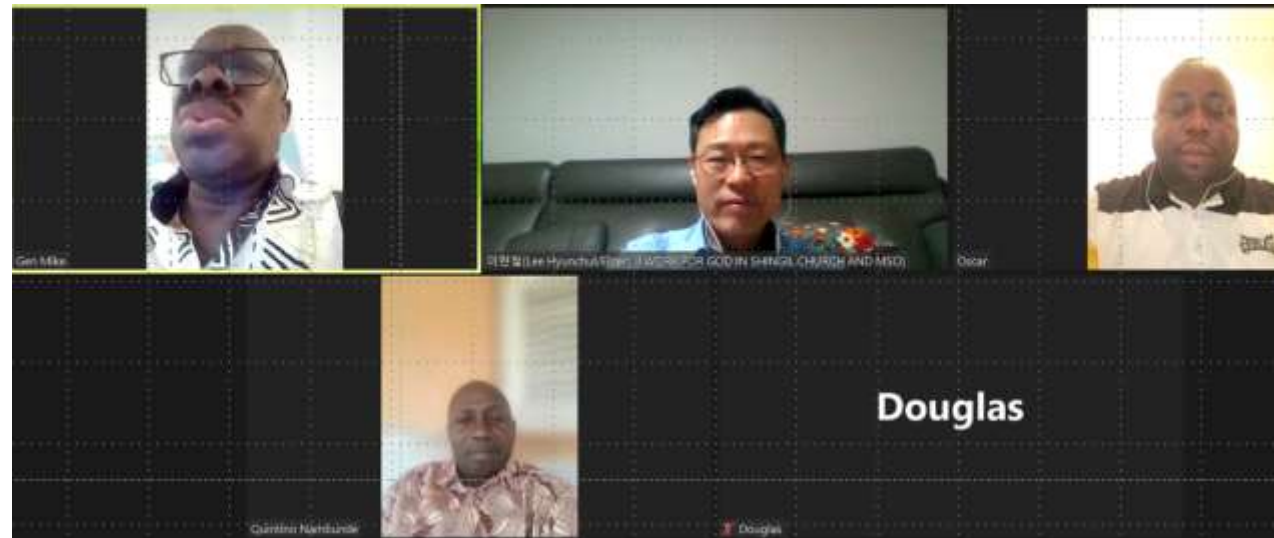 Gen Mike
이현철(Lee Hyunchul/Elder, (I WORK FOR GOD IN SHINGIL CHURCH AND MSO)
Oscar
Douglas
Quintino Nambunde
Douglas